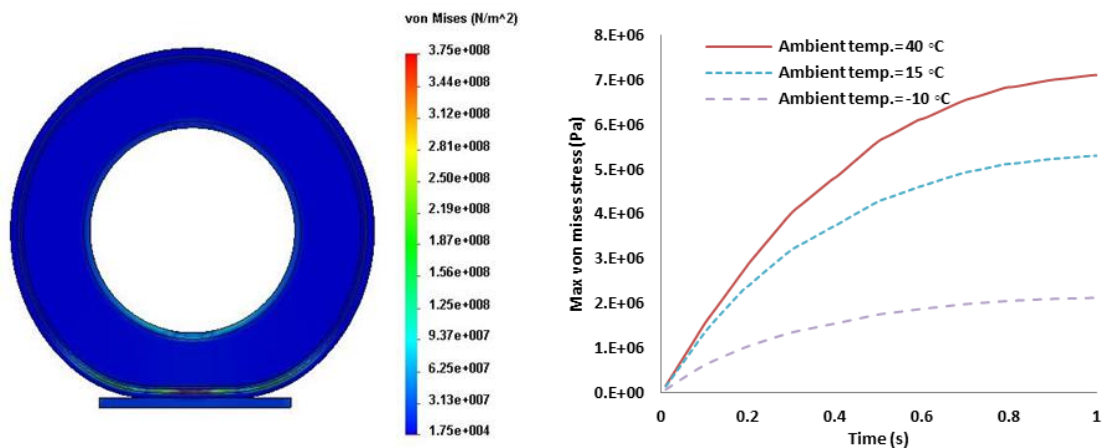 von Mises (N/m^2)
3.75e+008
3.44e+008
3.12e+008
2.81e+008
2.50e+008
2.19e+008
1.87e+008
1.56e+008
1.25e+008
9.37e+007
6.25e+007
3.13e+007
1.75e+004
Max von mises stress (Pa)
8.E+06
7.E+06
6.E+06
5.E+06
4.E+06
3.E+06
2.E+06
1.E+06
0.E+00
Ambient temp.= 40 ◦C
Ambient temp.= 15 ◦C
Ambient temp.= -10 ◦C
0 0.2 0.4 0.6 0.8 1
Time (s)